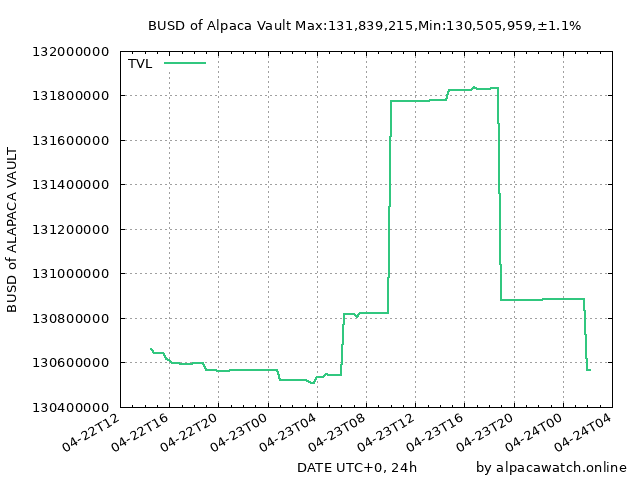 BUSD of Alpaca Vault Max:131,839,215,Min:130,505,959,±1.1%
TVL
132000000
131800000
131600000
131400000
131200000
131000000
130800000
130600000
130400000
BUSD of ALAPACA VAULT
04-22T12
04-22T16
04-22T20
04-23T00
04-23T04
04-23T08
04-23T12
04-23T16
04-23T20
04-24T00
04-24T04
DATE UTC+0, 24h
by alpacawatch.online